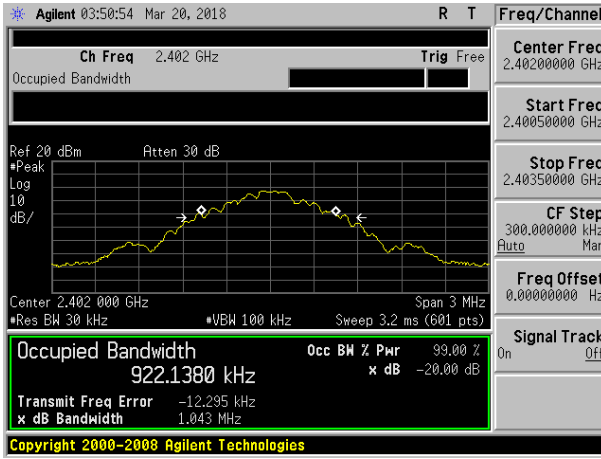 Agilent 03:50:54 Mar 20, 2018 R T
Freq/Channel
Ch Freq 2.402 GHz Trig Free
Occupied Bandwidth
Center Freq
2.40200000 GHz
Start Freq
2.40050000 GHz
Stop Freq
2.40350000 GHz
CF Step
300.000000 kHz
Auto Man
Freq Offset
0.00000000 Hz
Signal Track
On Off
Ref 20 dBm Atten 30 dB
#Peak
Log
10
dB/
Center 2.402 000 GHz Span 3 MHz
#Res BW 30 kHz #VBW 100 kHz Sweep 3.2 ms (601 pts)
Occupied Bandwidth Occ BW % Pwr 99.00 %
922.1380 kHz x dB -20.00 dB
Transmit Freq Error -12.295 kHz
x dB Bandwidth 1.043 MHz
Copyright 2000-2008 Agilent Technologies